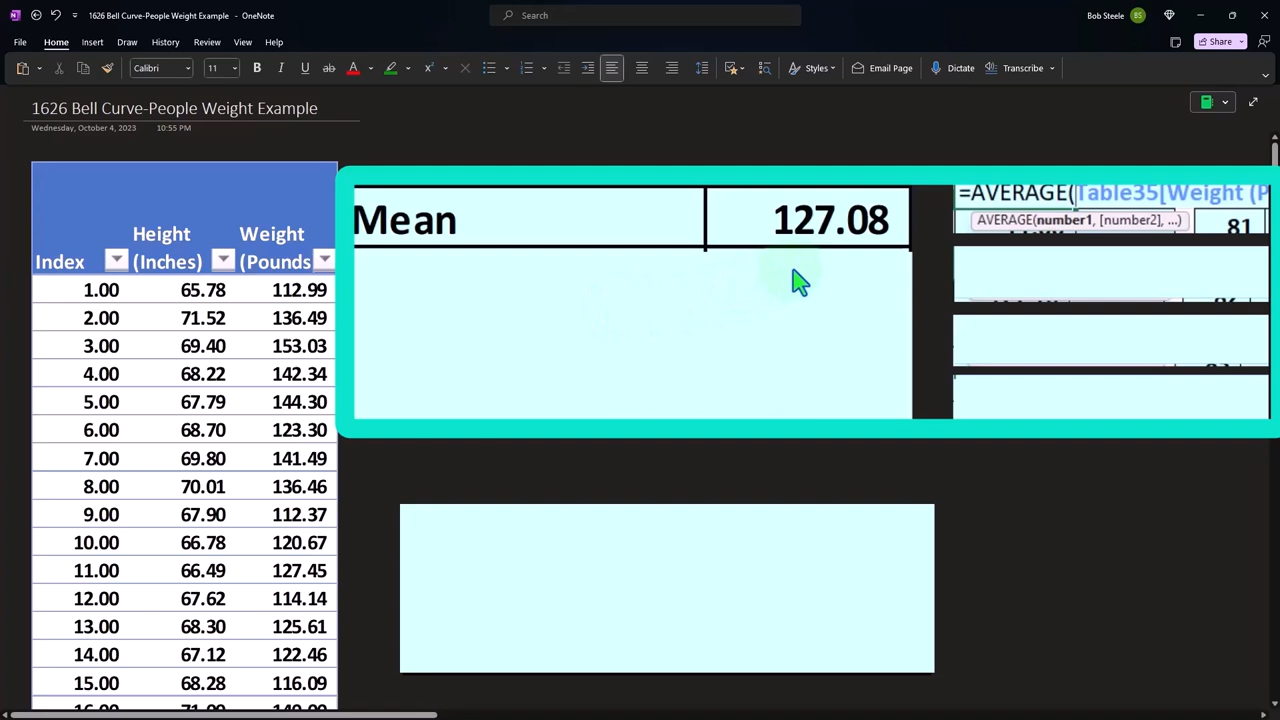 1626 Bell Curve-People Weight Example - OneNote
Search
Bob Steele BS
File Home Insert Draw History Review View Help Share
Calibri 11 B I U ab A Styles Email Page Dictate Transcribe
1626 Bell Curve-People Weight Example
Wednesday, October 4, 2023 10:55 PM
Index Height (Inches) Weight (Pounds
1.00 65.78 112.99
2.00 71.52 136.49
3.00 69.40 153.03
4.00 68.22 142.34
5.00 67.79 144.30
6.00 68.70 123.30
7.00 69.80 141.49
8.00 70.01 136.46
9.00 67.90 112.37
10.00 66.78 120.67
11.00 66.49 127.45
12.00 67.62 114.14
13.00 68.30 125.61
14.00 67.12 122.46
15.00 68.28 116.09
Mean 127.08
=AVERAGE(Table35[Weight (P
AVERAGE(number1, [number2], ...)
81